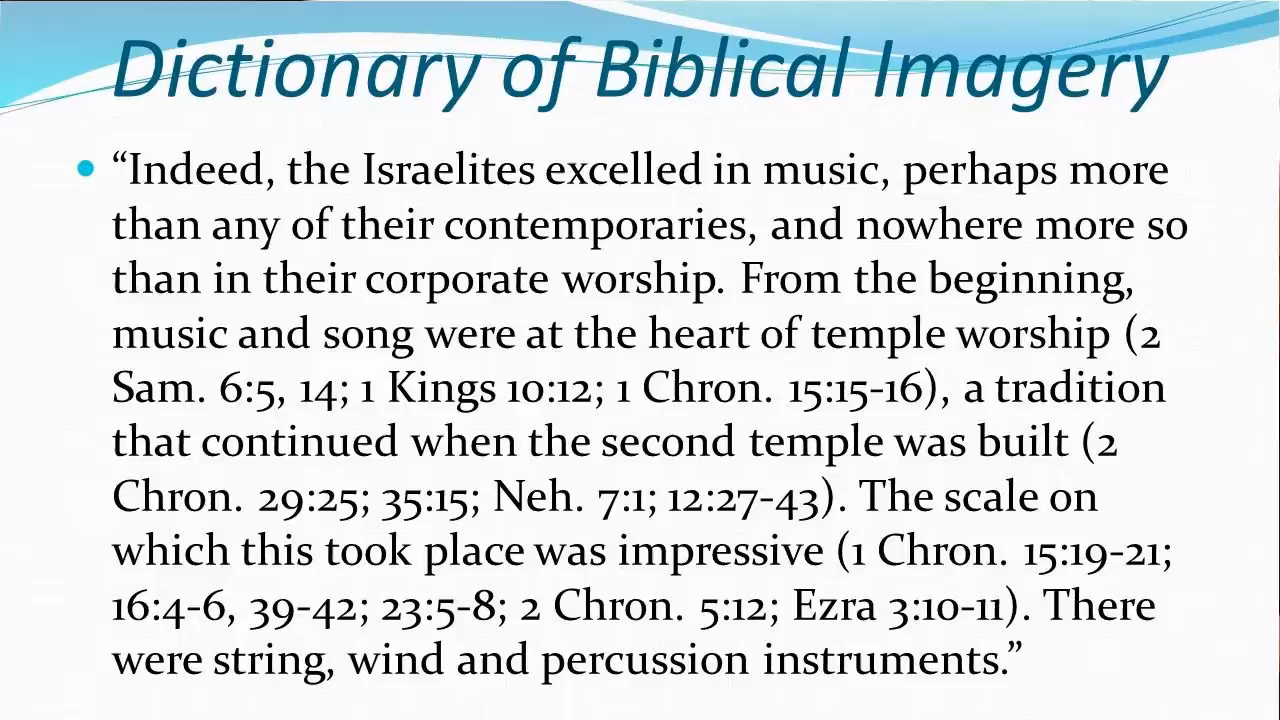 Dictionary of Biblical Imagery
• “Indeed, the Israelites excelled in music, perhaps more
than any of their contemporaries, and nowhere more so
than in their corporate worship. From the beginning,
music and song were at the heart of temple worship (2
Sam. 6:5, 14; 1 Kings 10:12; 1 Chron. 15:15-16), a tradition
that continued when the second temple was built (2
Chron. 29:25; 35:15; Neh. 7:1; 12:27-43). The scale on
which this took place was impressive (1 Chron. 15:19-21;
16:4-6, 39-42; 23:5-8; 2 Chron. 5:12; Ezra 3:10-11). There
were string, wind and percussion instruments.”